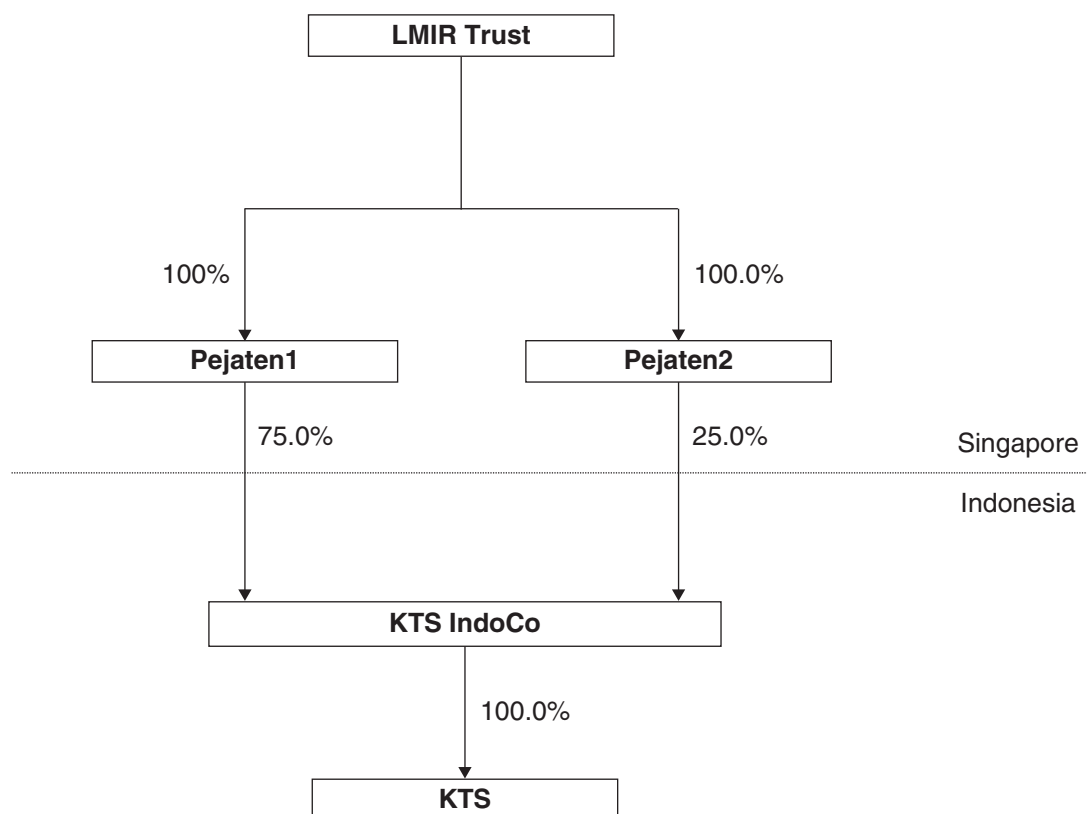 LMIR Trust
100%
100.0%
Pejaten1
Pejaten2
75.0%
25.0%
Singapore
Indonesia
KTS IndoCo
100.0%
KTS